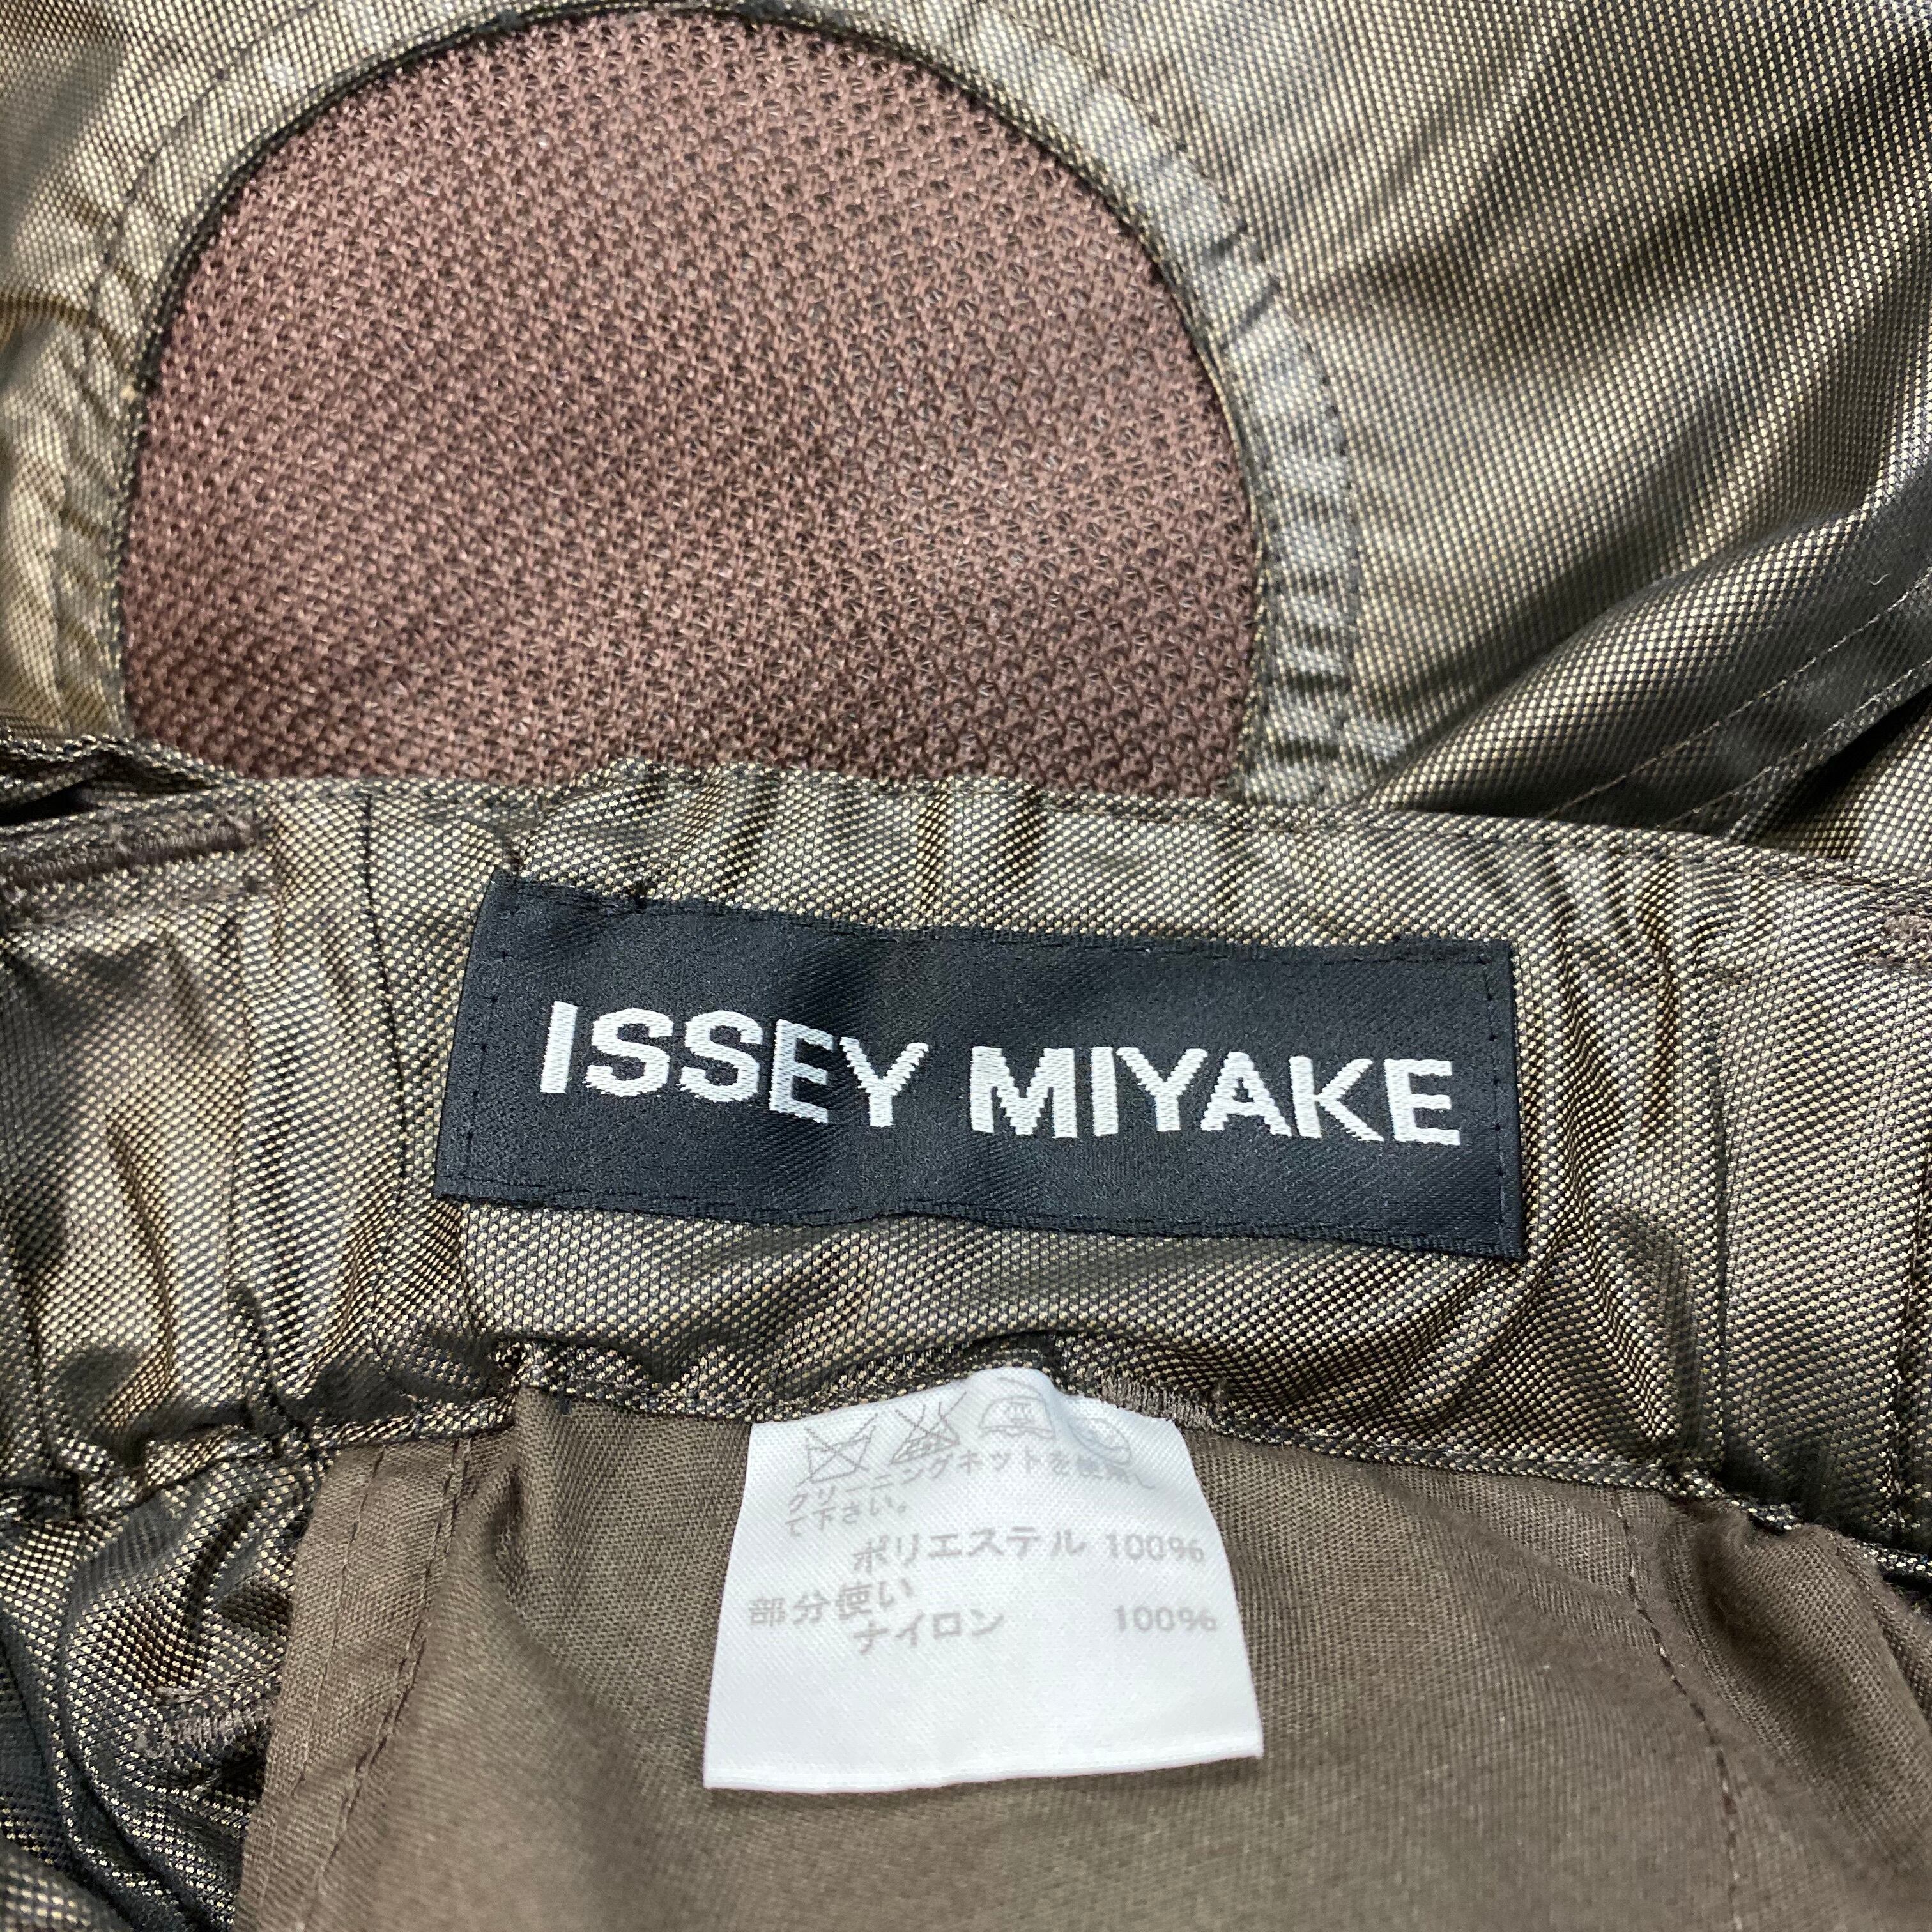 ISSEY MIYAKE
クリーニングネットを使用し
て下さい。
ポリエステル 100%
部分使い
ナイロン 100%